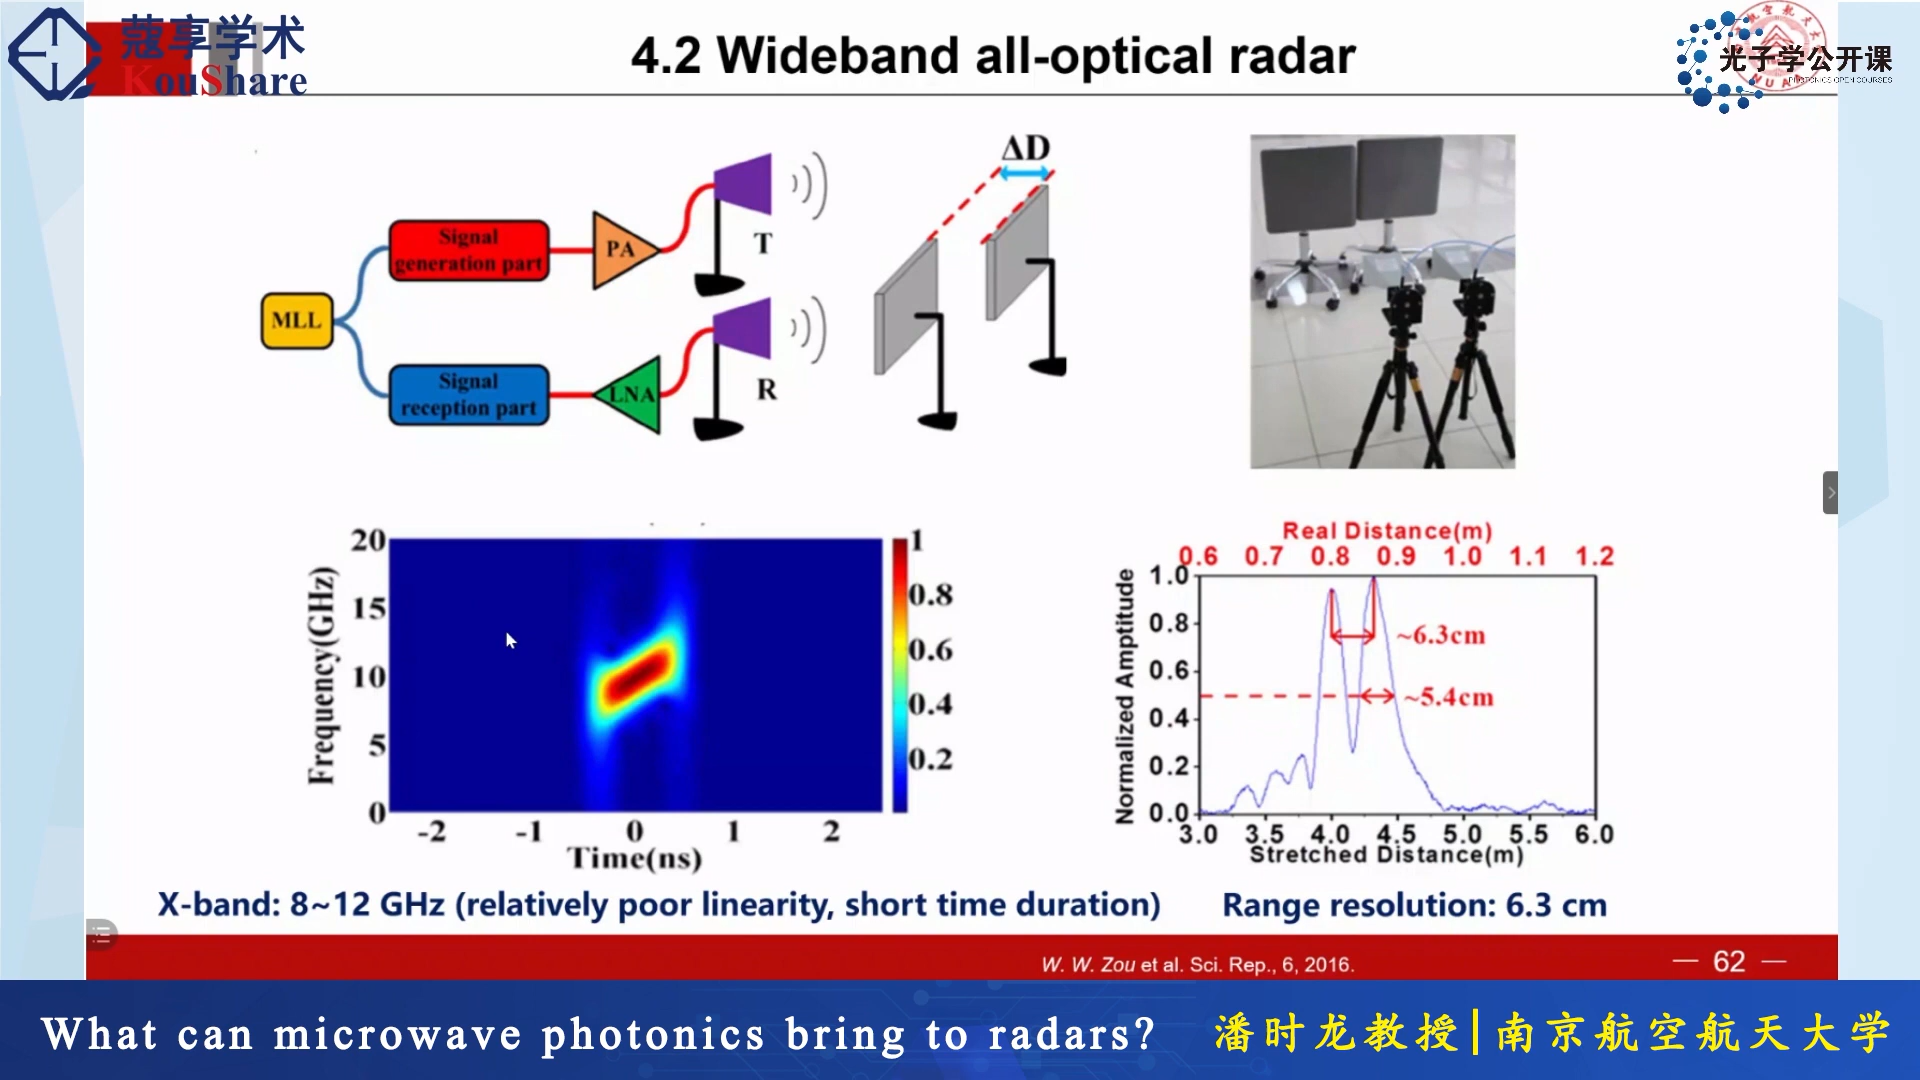 蔻享学术
KouShare
4.2 Wideband all-optical radar
光子学公开课
PHOTONICS OPEN COURSES
MLL
Signal
generation part
PA
T
Signal
reception part
LNA
R
ΔD
20
15
10
5
0
Frequency(GHz)
-2 -1 0 1 2
Time(ns)
1
0.8
0.6
0.4
0.2
Real Distance(m)
0.6 0.7 0.8 0.9 1.0 1.1 1.2
1.0
0.8
0.6
0.4
0.2
0.0
Normalized Amptitude
~6.3cm
~5.4cm
3.0 3.5 4.0 4.5 5.0 5.5 6.0
Stretched Distance(m)
X-band: 8~12 GHz (relatively poor linearity, short time duration)
Range resolution: 6.3 cm
W. W. Zou et al. Sci. Rep., 6, 2016.
— 62 —
What can microwave photonics bring to radars?
潘时龙教授|南京航空航天大学